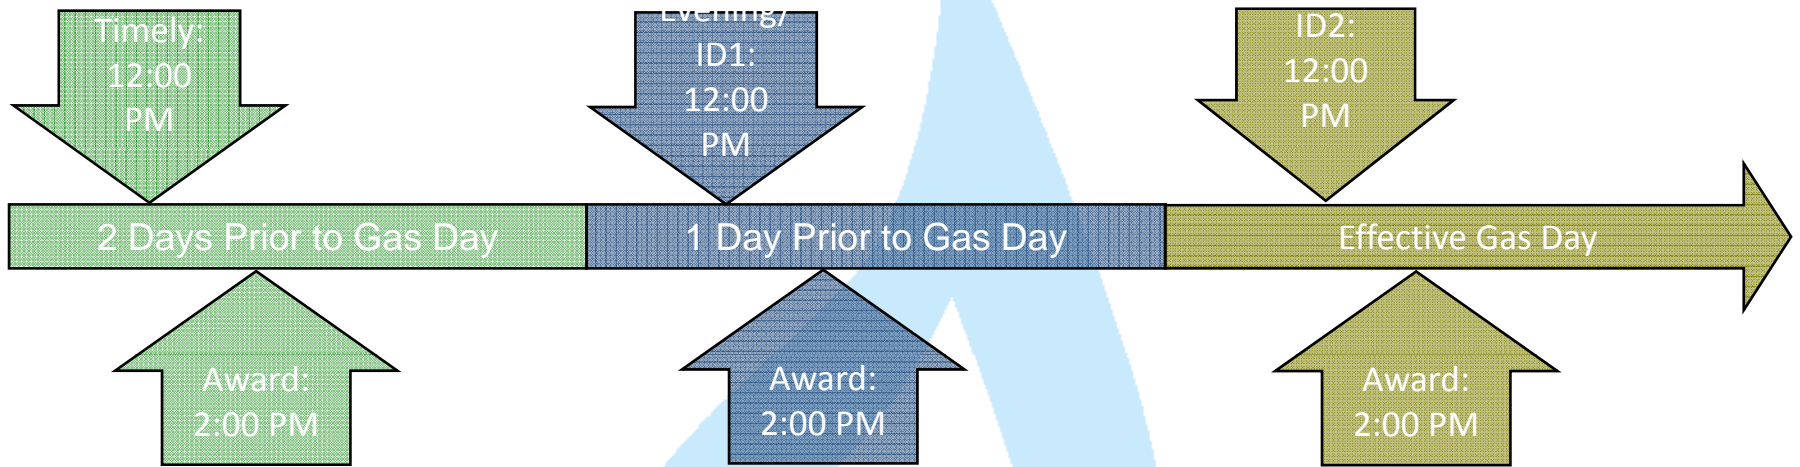 Timely:
12:00
PM
Evening/
ID1:
12:00
PM
ID2:
12:00
PM
2 Days Prior to Gas Day
1 Day Prior to Gas Day
Effective Gas Day
Award:
2:00 PM
Award:
2:00 PM
Award:
2:00 PM